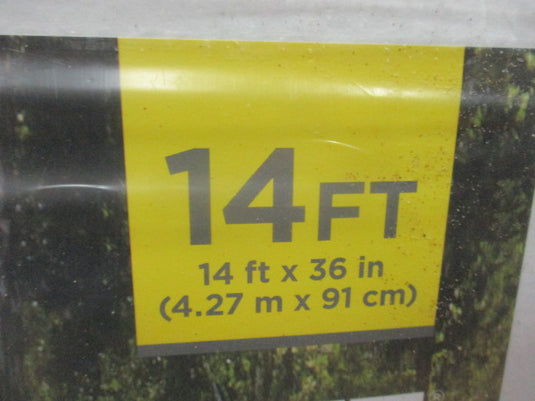 14FT
14 ft x 36 in
(4.27 m x 91 cm)